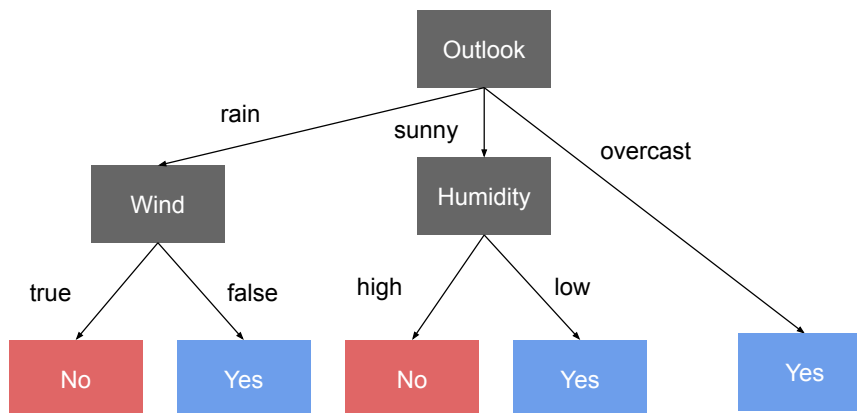 Outlook
rain
sunny
overcast
Wind
Humidity
true
false
high
low
No
Yes
No
Yes
Yes